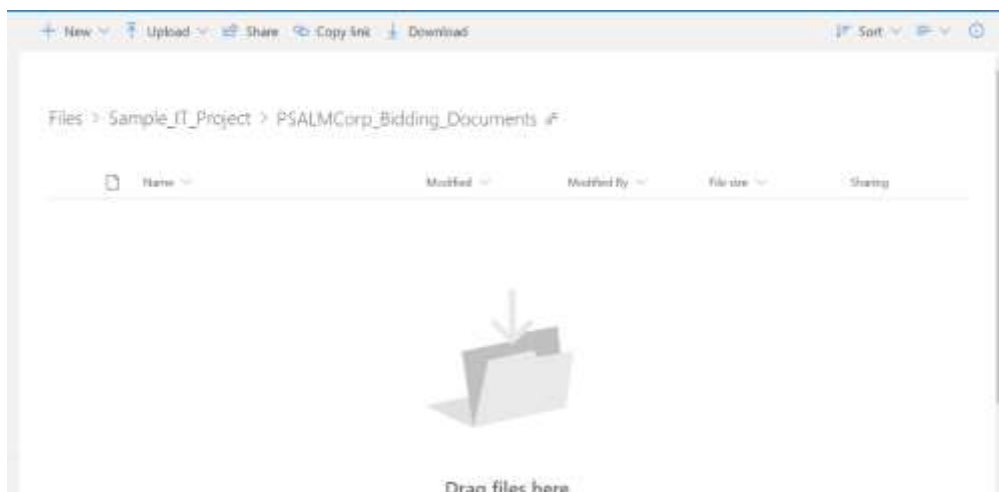 New Upload Share Copy link Download Sort
Files > Sample_IT_Project > PSALMCorp_Bidding_Documents
Name Modified Modified By File size Sharing
Drag files here